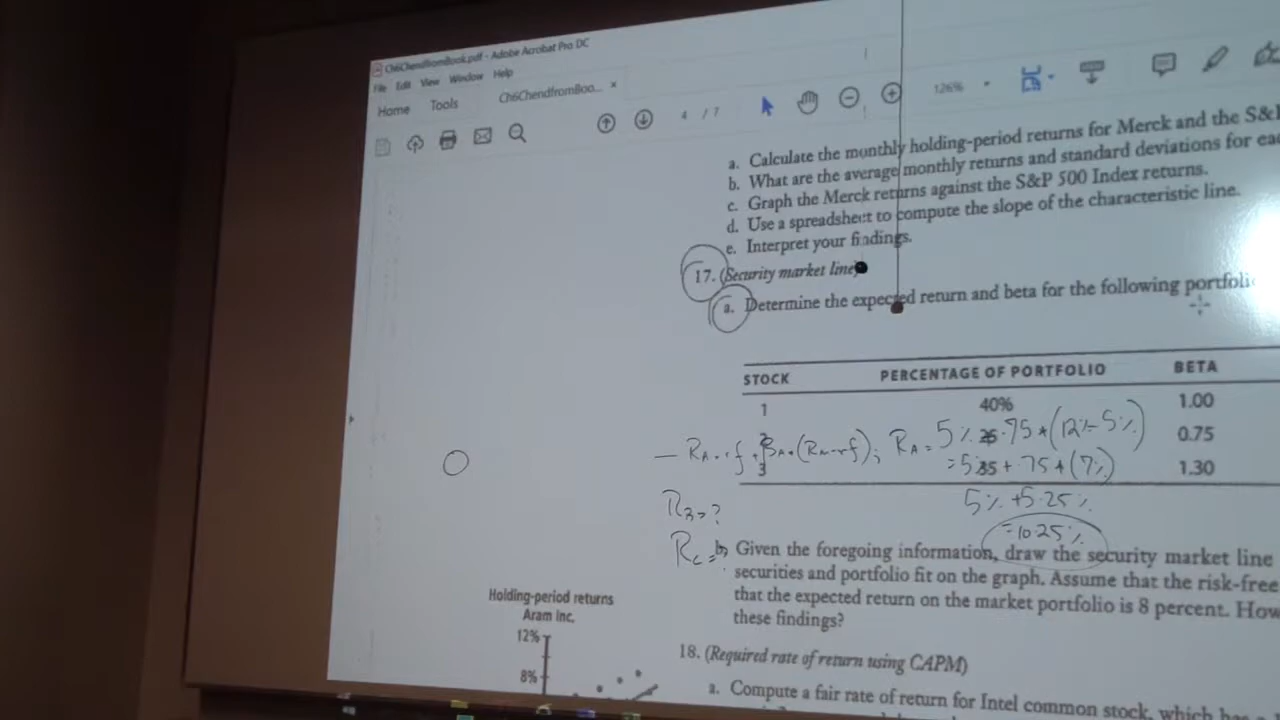 Ch6ChendfromBook.pdf - Adobe Acrobat Pro DC
File Edit View Window Help
Home Tools Ch6ChendfromBoo... ×
4 / 7 126%
a. Calculate the monthly holding-period returns for Merck and the S&
b. What are the average monthly returns and standard deviations for
c. Graph the Merck returns against the S&P 500 Index returns.
d. Use a spreadsheet to compute the slope of the characteristic line.
e. Interpret your findings.
17. (Security market line)
a. Determine the expected return and beta for the following
STOCK PERCENTAGE OF PORTFOLIO BETA
1 40% 1.00
2 0.75
3 1.30
RA = 5% .75 * (12% - 5%)
+ .75 * (7%)
5% + 5.25%
= 10.25%
RB = ?
b. Given the foregoing information, draw the security market line
securities and portfolio fit on the graph. Assume that the risk-free
that the expected return on the market portfolio is 8 percent. How
these findings?
Holding-period returns
Aram Inc.
12%
8%
18. (Required rate of return using CAPM)
a. Compute a fair rate of return for Intel common stock, which has